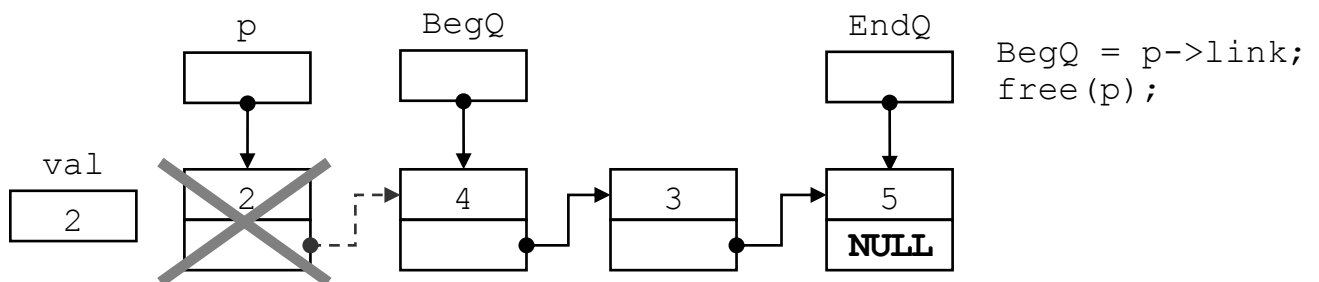 p
BegQ
EndQ
BegQ = p->link;
free(p);
val
2
2
4
3
5
NULL